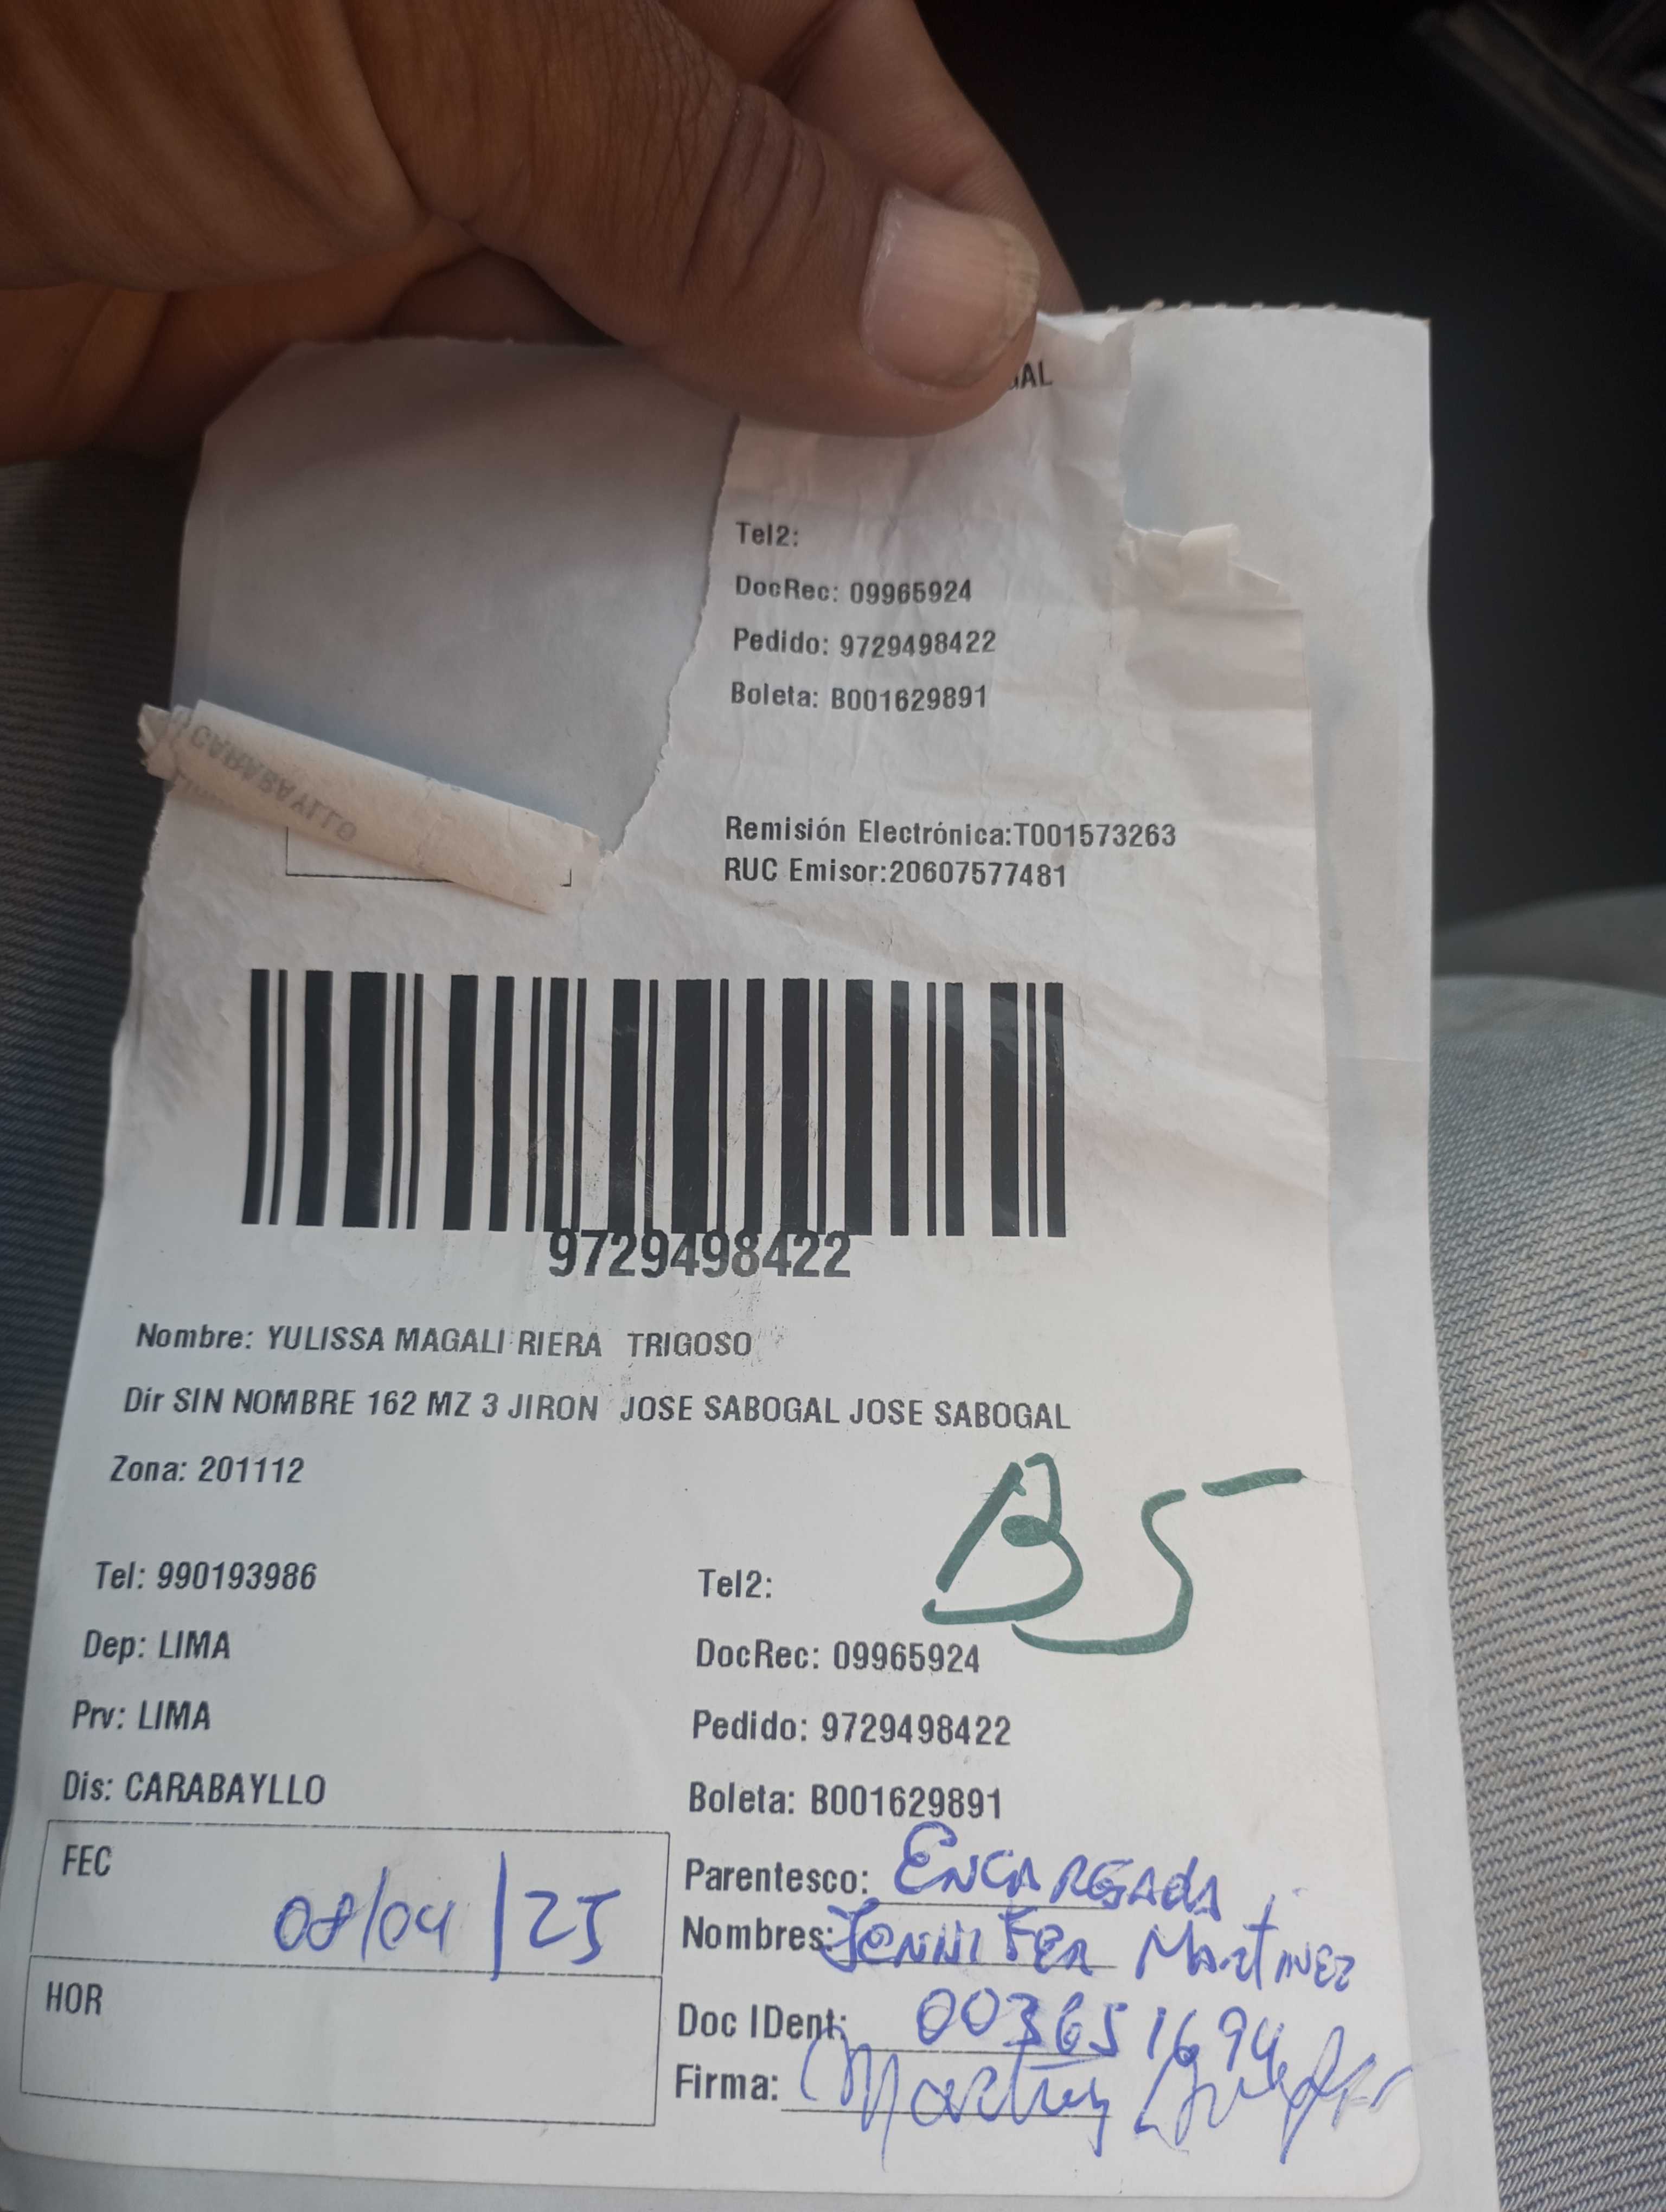 Tel2:
DocRec: 09965924
Pedido: 9729498422
Boleta: B001629891
CARABAYLLO
Remisión Electrónica:T001573263
RUC Emisor:20607577481
9729498422
Nombre: YULISSA MAGALI RIERA TRIGOSO
Dir SIN NOMBRE 162 MZ 3 JIRON JOSE SABOGAL JOSE SABOGAL
Zona: 201112
B5
Tel: 990193986
Tel2:
Dep: LIMA
DocRec: 09965924
Prv: LIMA
Pedido: 9729498422
Dis: CARABAYLLO
Boleta: B001629891
FEC
08/04/25
Parentesco: ENCARGADA
Nombres: JENNIFER MARTINEZ
HOR
Doc IDent: 003651694
Firma: Martinez